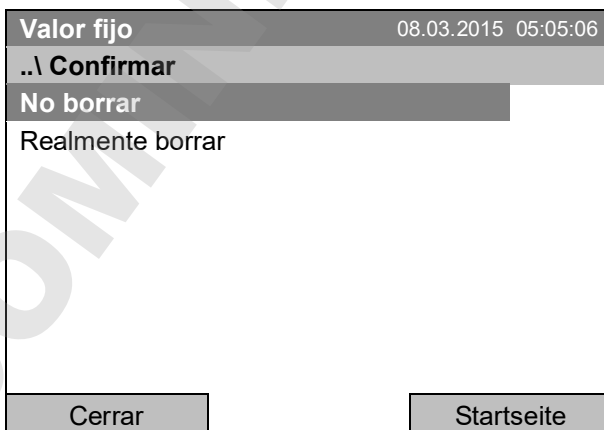 Valor fijo 08.03.2015 05:05:06
..\ Confirmar
No borrar
Realmente borrar
Cerrar Startseite